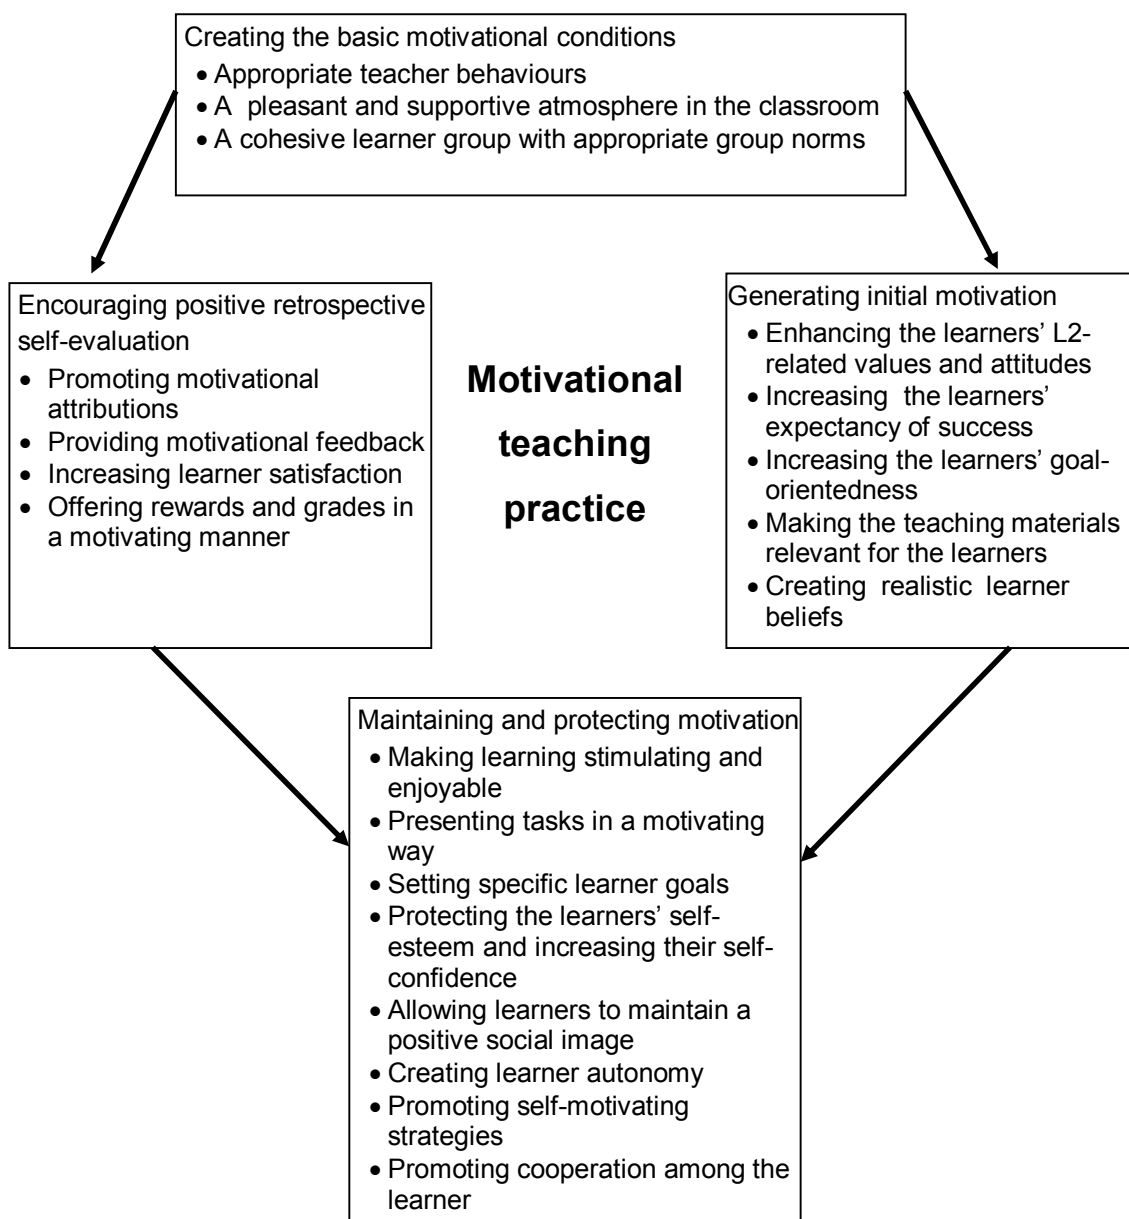 Creating the basic motivational conditions
• Appropriate teacher behaviours
• A pleasant and supportive atmosphere in the classroom
• A cohesive learner group with appropriate group norms
Encouraging positive retrospective
self-evaluation
• Promoting motivational
attributions
• Providing motivational feedback
• Increasing learner satisfaction
• Offering rewards and grades in
a motivating manner
Motivational
teaching
practice
Generating initial motivation
• Enhancing the learners’ L2-
related values and attitudes
• Increasing the learners’
expectancy of success
• Increasing the learners’ goal-
orientedness
• Making the teaching materials
relevant for the learners
• Creating realistic learner
beliefs
Maintaining and protecting motivation
• Making learning stimulating and
enjoyable
• Presenting tasks in a motivating
way
• Setting specific learner goals
• Protecting the learners’ self-
esteem and increasing their self-
confidence
• Allowing learners to maintain a
positive social image
• Creating learner autonomy
• Promoting self-motivating
strategies
• Promoting cooperation among the
learner